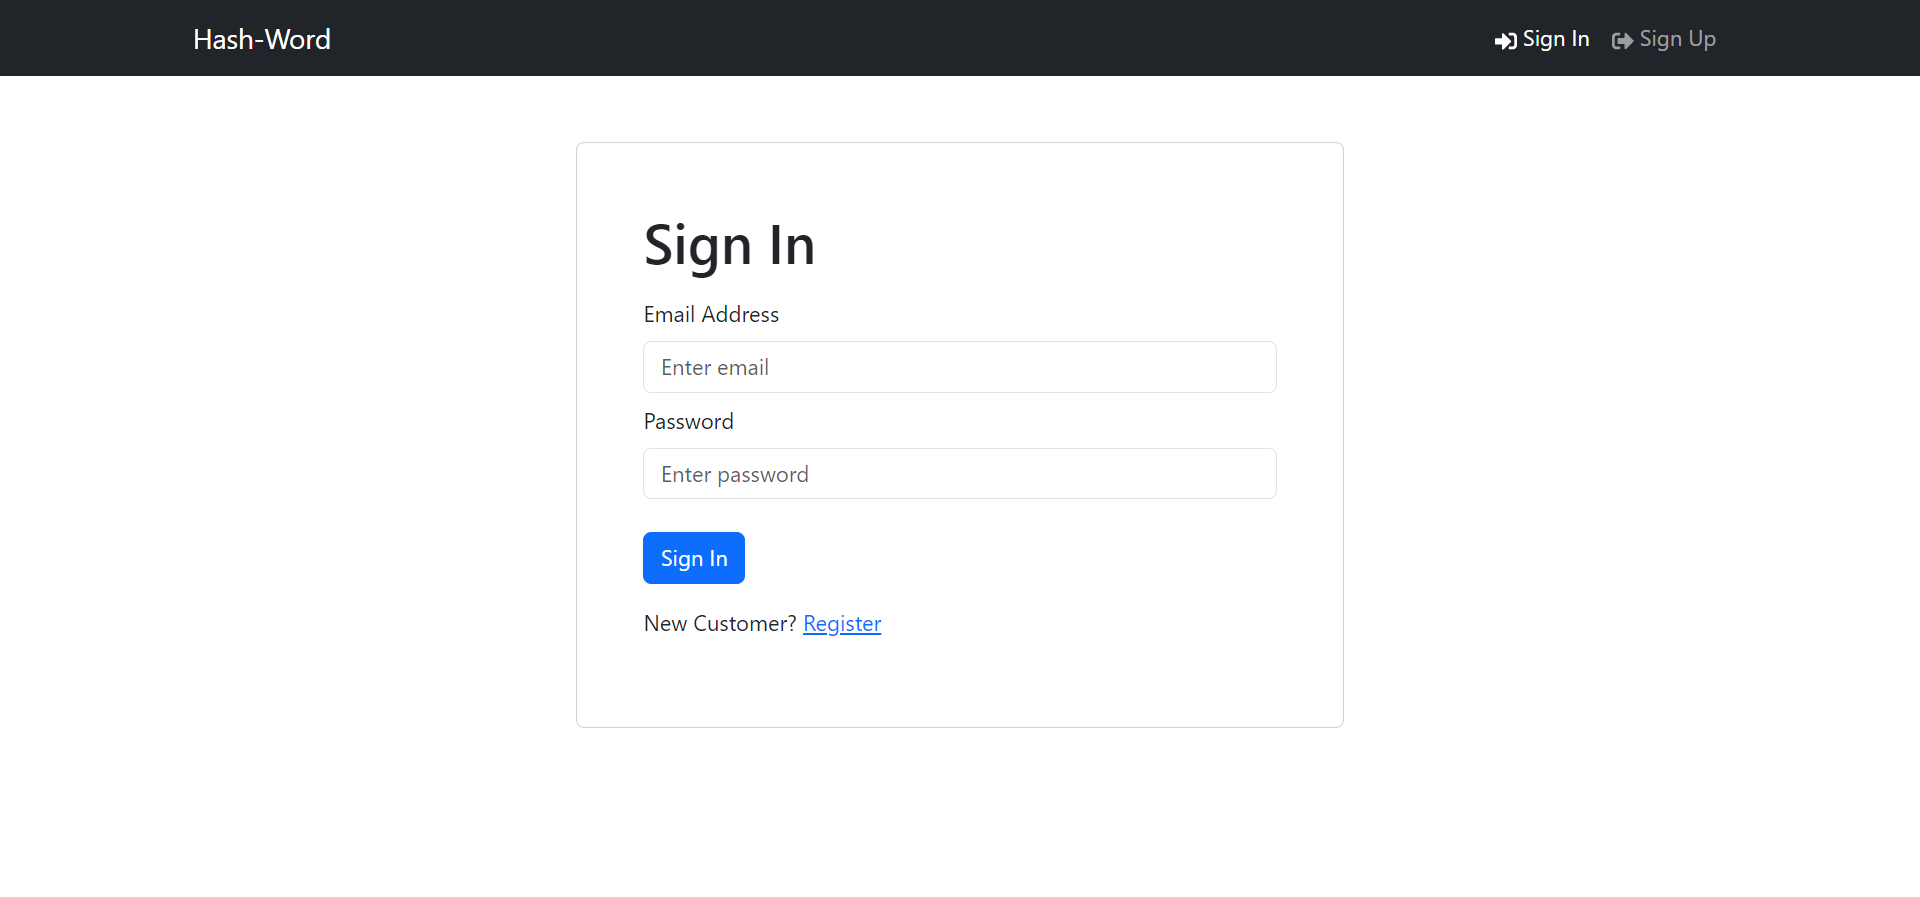 Hash-Word
Sign In Sign Up
Sign In
Email Address
Enter email
Password
Enter password
Sign In
New Customer? Register